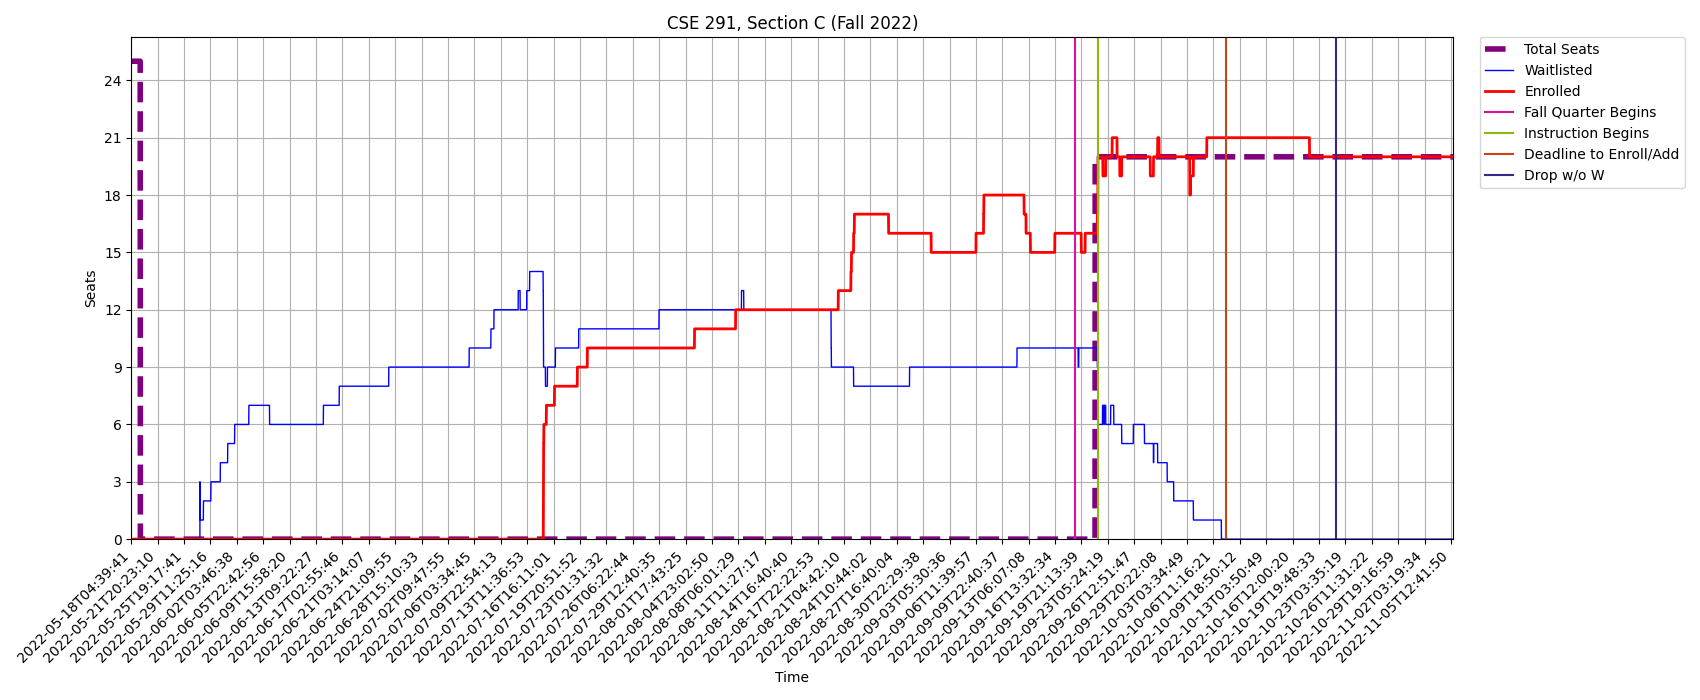 CSE 291, Section C (Fall 2022)
Total Seats
Waitlisted
Enrolled
Fall Quarter Begins
Instruction Begins
Deadline to Enroll/Add
Drop w/o W
Seats
24
21
18
15
12
9
6
3
0
2022-05-18T04:39:41
2022-05-21T20:23:10
2022-05-25T19:17:41
2022-05-29T11:25:16
2022-06-02T03:46:38
2022-06-05T22:42:56
2022-06-09T15:58:20
2022-06-13T09:22:27
2022-06-17T02:55:46
2022-06-21T03:14:07
2022-06-24T21:09:55
2022-06-28T15:10:33
2022-07-02T09:47:55
2022-07-06T03:34:45
2022-07-09T22:54:13
2022-07-13T11:36:53
2022-07-16T16:11:01
2022-07-19T20:51:52
2022-07-23T01:31:32
2022-07-26T06:22:44
2022-07-29T12:40:35
2022-08-01T17:43:25
2022-08-04T23:02:50
2022-08-08T06:01:29
2022-08-11T11:27:17
2022-08-14T16:40:40
2022-08-17T22:22:53
2022-08-21T04:42:10
2022-08-24T10:44:02
2022-08-27T16:40:04
2022-08-30T22:29:38
2022-09-03T05:30:36
2022-09-06T11:39:57
2022-09-09T22:40:37
2022-09-13T06:07:08
2022-09-16T13:32:34
2022-09-19T21:13:39
2022-09-23T05:24:19
2022-09-26T12:51:47
2022-09-29T20:22:08
2022-10-03T03:34:49
2022-10-06T11:16:21
2022-10-09T18:50:12
2022-10-13T03:50:49
2022-10-16T12:00:20
2022-10-19T19:48:33
2022-10-23T03:35:19
2022-10-26T11:31:22
2022-10-29T19:16:59
2022-11-02T03:19:34
2022-11-05T12:41:50
Time